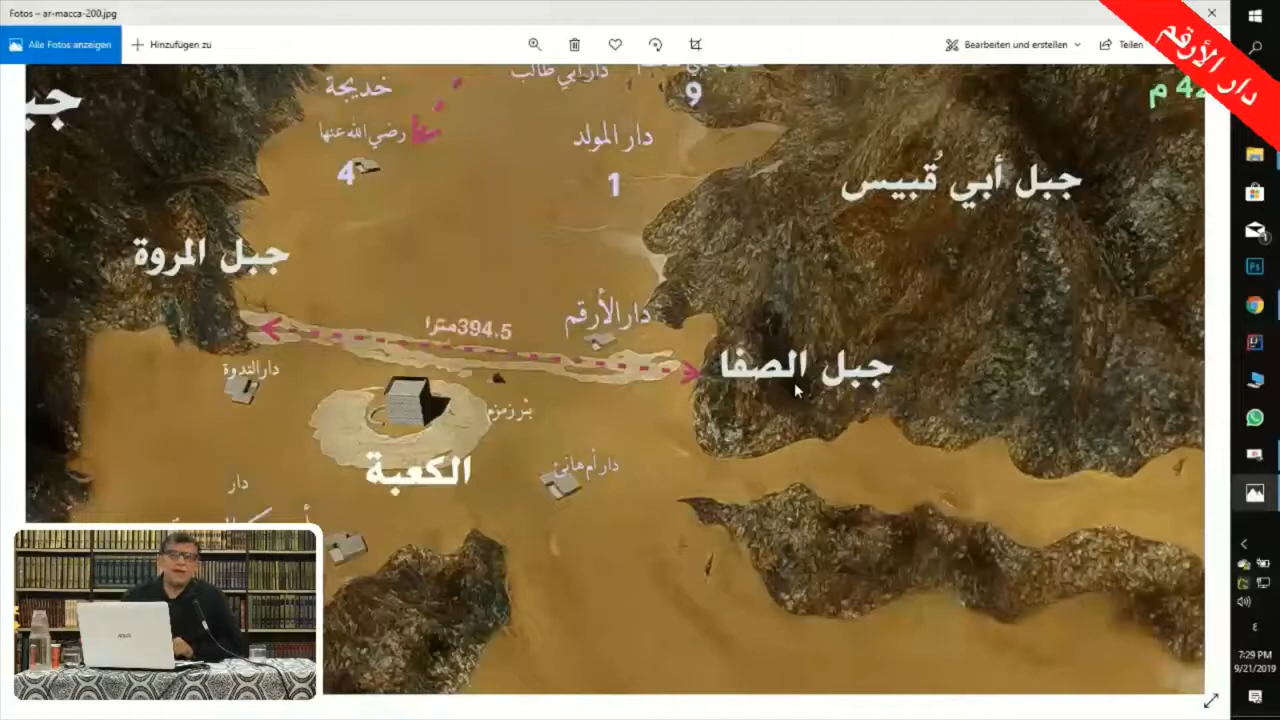 Fotos – ar-macca-200.jpg
Alle Fotos anzeigen
Hinzufügen zu
Bearbeiten und erstellen
Teilen
دار الأرقم
دار ابي طالب
خديجة
رضي الله عنها
4
9
دار المولد
1
جبل أبي قُبيس
جبل المروة
دار الأرقم
394.5مترا
جبل الصفا
دار الندوة
بئر زمزم
الكعبة
دار أم هانئ
دار
7:29 PM
9/21/2019